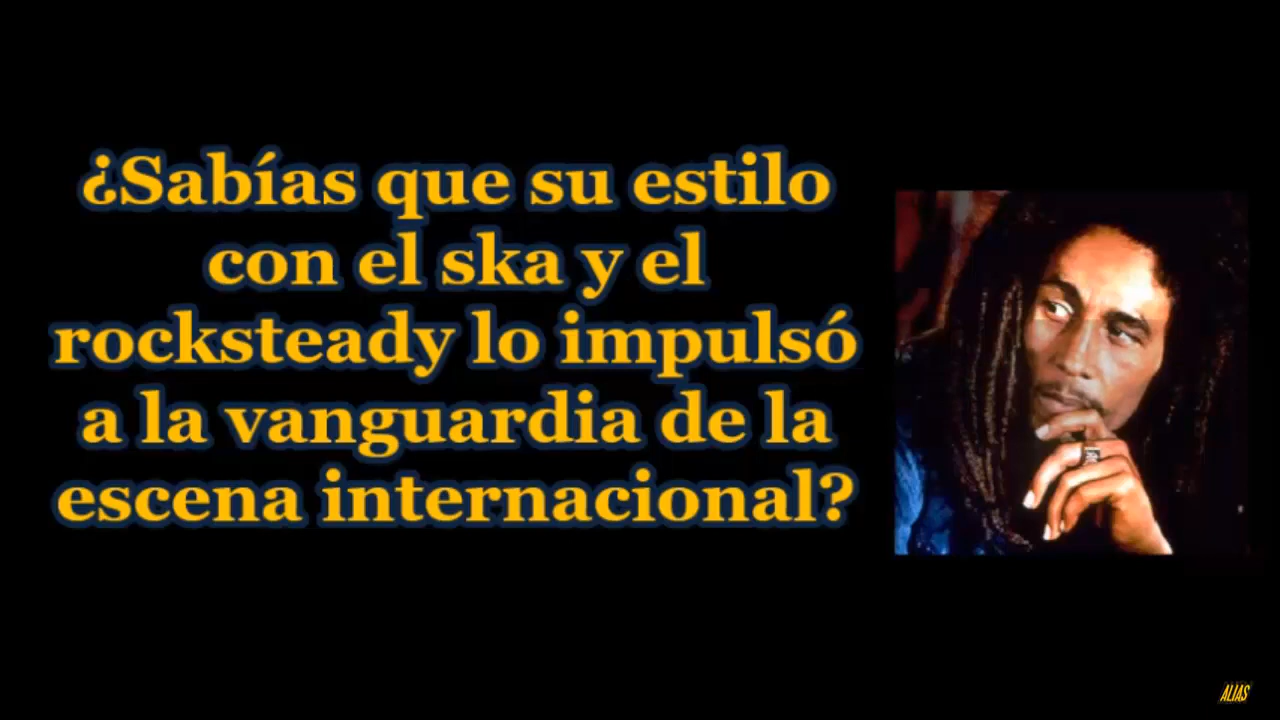 ¿Sabías que su estilo
con el ska y el
rocksteady lo impulsó
a la vanguardia de la
escena internacional?
ALIAS